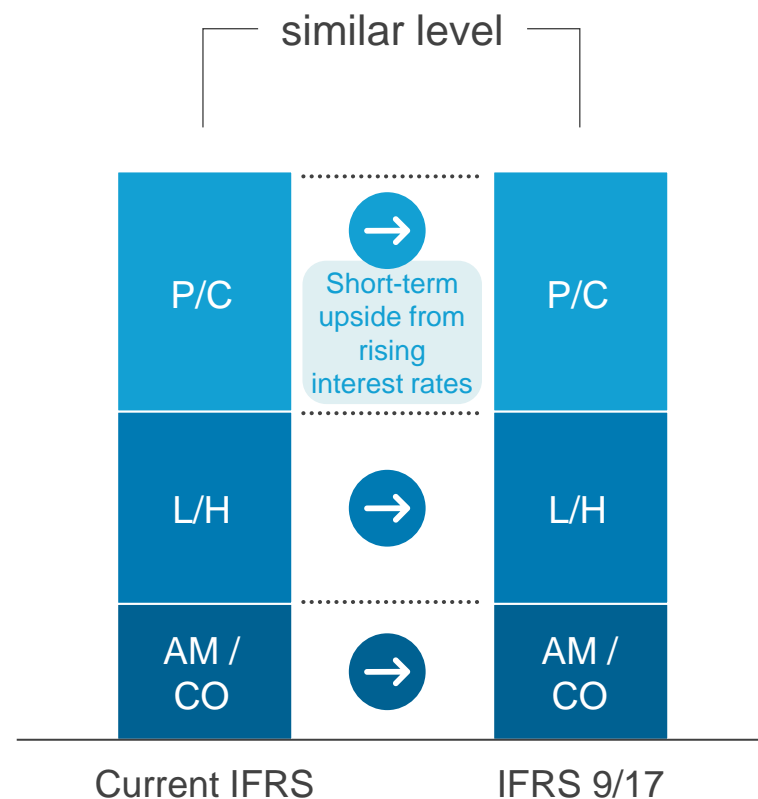 similar level
P/C
Short-term
upside from
rising
interest rates
P/C
L/H
L/H
AM /
CO
AM /
CO
Current IFRS
IFRS 9/17